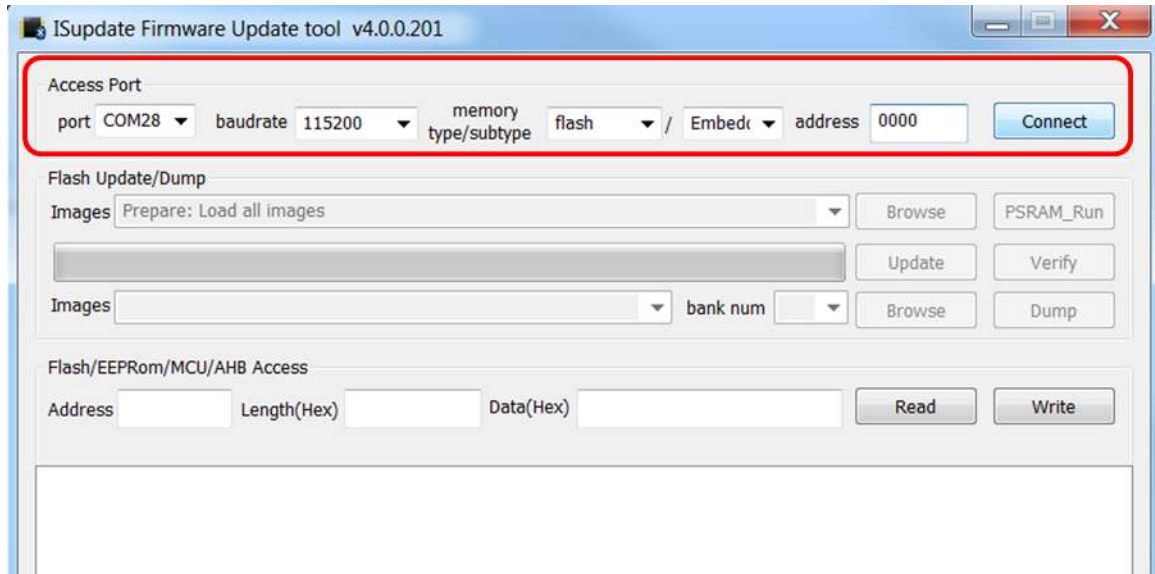 ISupdate Firmware Update tool v4.0.0.201
Access Port
port COM28 baudrate 115200 memory type/subtype flash / Embedc address 0000 Connect
Flash Update/Dump
Images Prepare: Load all images Browse PSRAM_Run
Update Verify
Images bank num Browse Dump
Flash/EEPRom/MCU/AHB Access
Address Length(Hex) Data(Hex) Read Write